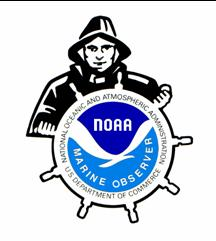 NATIONAL OCEANIC AND ATMOSPHERIC ADMINISTRATION
NOAA
MARINE OBSERVER
U.S. DEPARTMENT OF COMMERCE